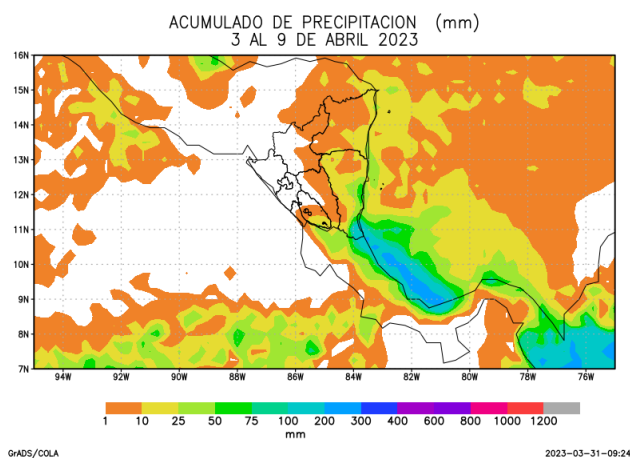 ACUMULADO DE PRECIPITACION (mm)
3 AL 9 DE ABRIL 2023
16N
15N
14N
13N
12N
11N
10N
9N
8N
7N
94W 92W 90W 88W 86W 84W 82W 80W 78W 76W
1 10 25 50 75 100 200 300 400 600 800 1000 1200
mm
GrADS/COLA 2023-03-31-09:24